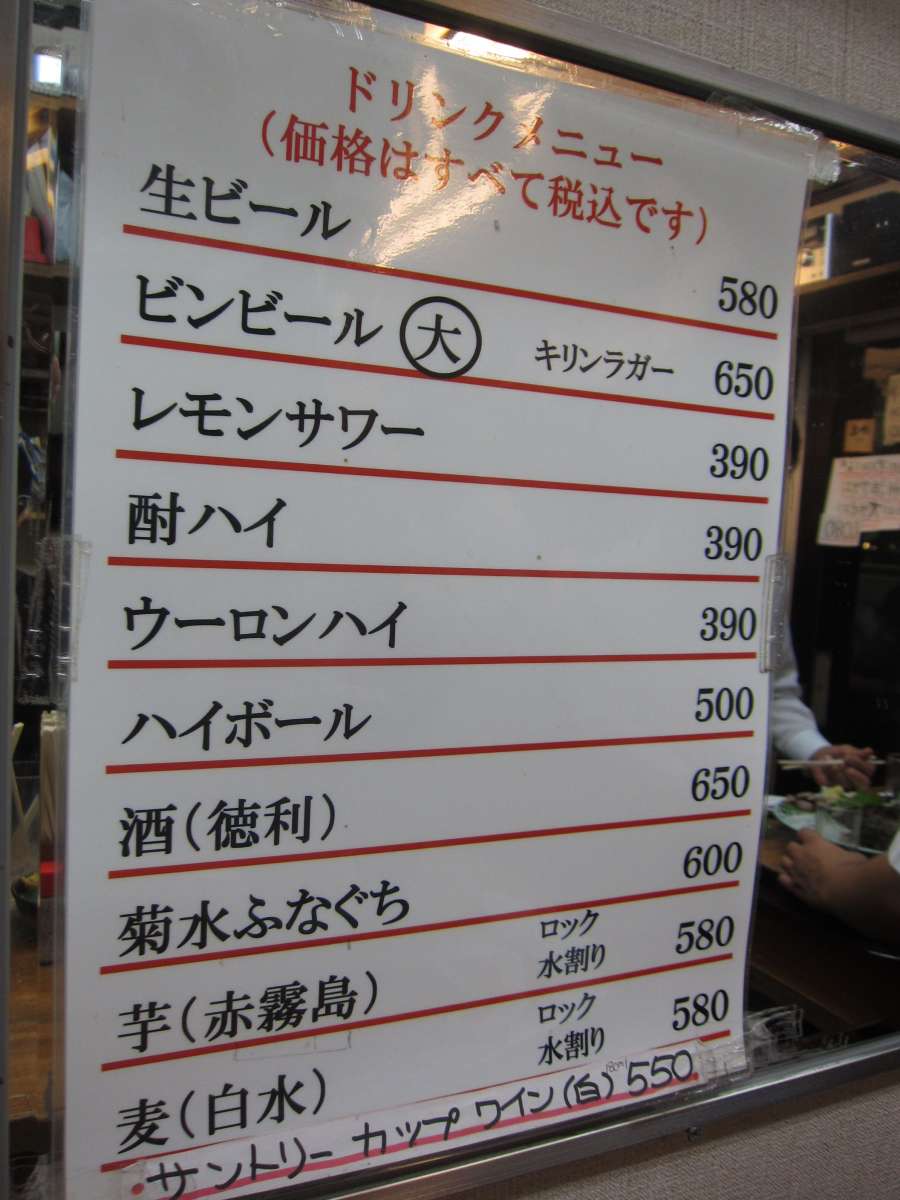 ドリンクメニュー
(価格はすべて税込です)
生ビール 580
ビンビール 大 キリンラガー 650
レモンサワー 390
酎ハイ 390
ウーロンハイ 390
ハイボール 500
酒(徳利) 650
菊水ふなぐち 600
芋(赤霧島) ロック 水割り 580
麦(白水) ロック 水割り 580
・サントリー カップ ワイン(白) 550